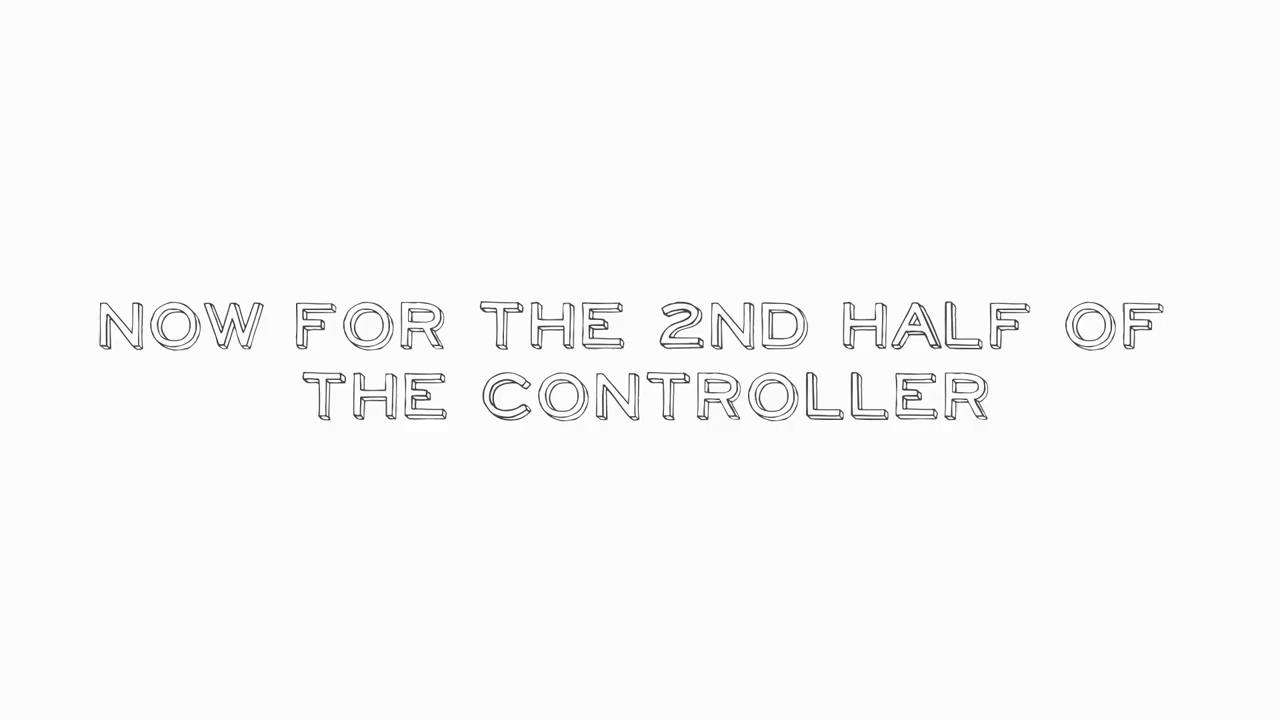 NOW FOR THE 2ND HALF OF
THE CONTROLLER